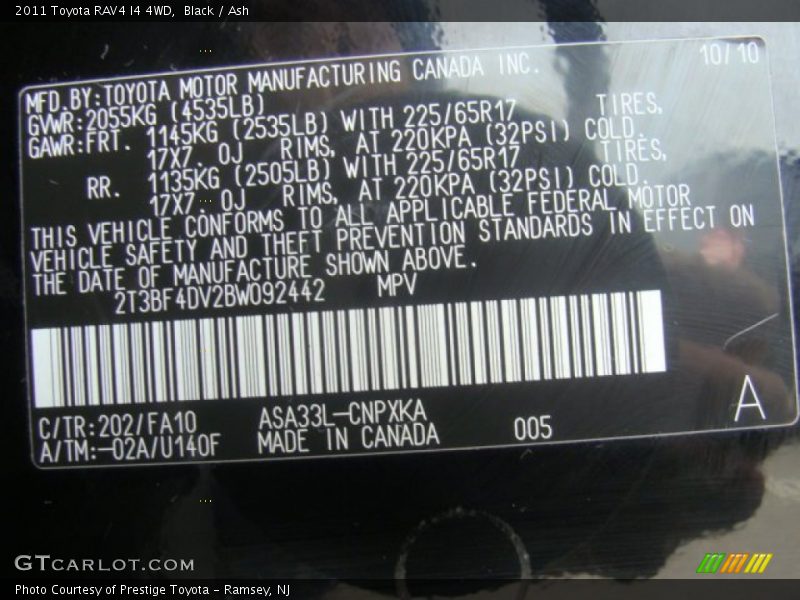 2011 Toyota RAV4 I4 4WD, Black / Ash
10/10
MFD.BY:TOYOTA MOTOR MANUFACTURING CANADA INC.
GVWR:2055KG (4535LB)
GAWR:FRT. 1145KG (2535LB) WITH 225/65R17 TIRES,
17X7.0J RIMS, AT 220KPA (32PSI) COLD.
RR. 1135KG (2505LB) WITH 225/65R17 TIRES,
17X7.0J RIMS, AT 220KPA (32PSI) COLD.
THIS VEHICLE CONFORMS TO ALL APPLICABLE FEDERAL MOTOR
VEHICLE SAFETY AND THEFT PREVENTION STANDARDS IN EFFECT ON
THE DATE OF MANUFACTURE SHOWN ABOVE.
2T3BF4DV2BW092442 MPV
C/TR:202/FA10 ASA33L-CNPXKA
A/TM:-02A/U140F MADE IN CANADA 005
A
GTCARLOT.COM
Photo Courtesy of Prestige Toyota - Ramsey, NJ